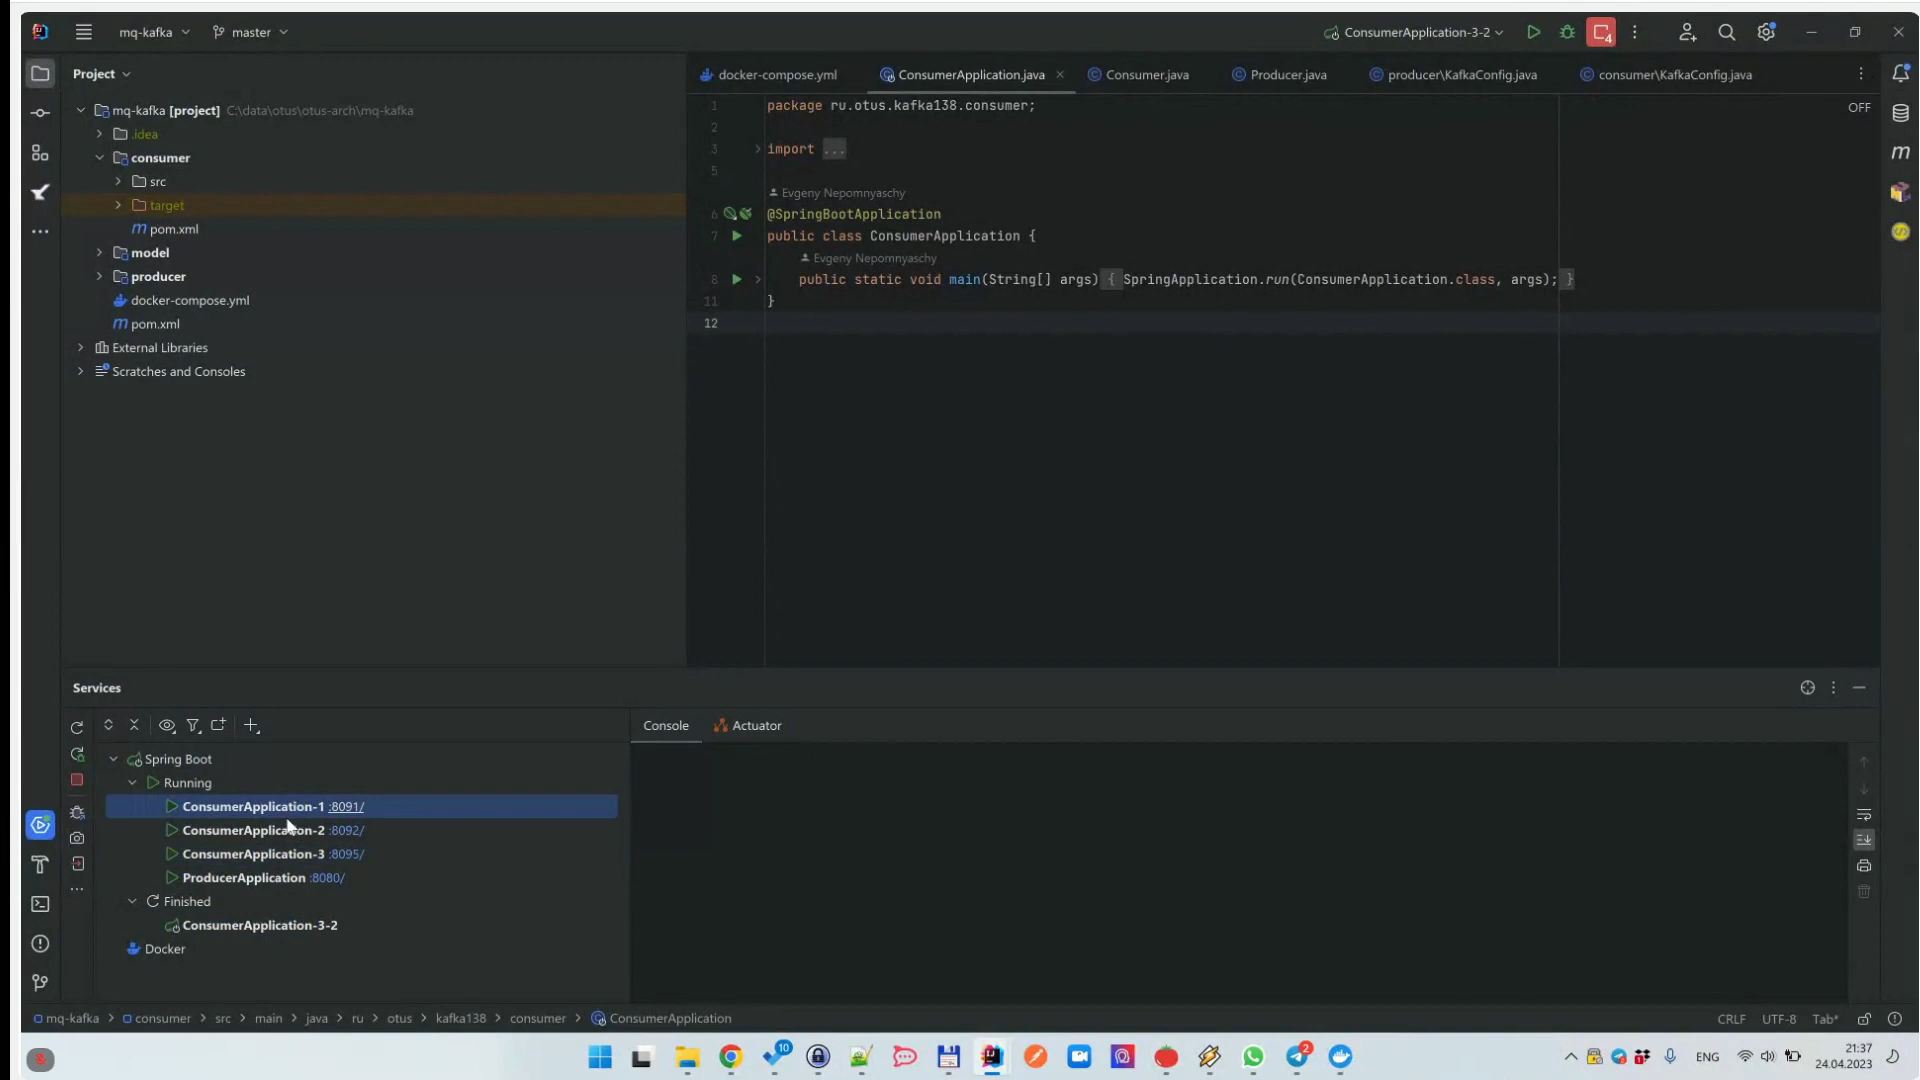 mq-kafka
master
ConsumerApplication-3-2
4
Project
docker-compose.yml
ConsumerApplication.java
Consumer.java
Producer.java
producer\KafkaConfig.java
consumer\KafkaConfig.java
mq-kafka [project] C:\data\otus\otus-arch\mq-kafka
.idea
consumer
src
target
pom.xml
model
producer
docker-compose.yml
pom.xml
External Libraries
Scratches and Consoles
OFF
1 package ru.otus.kafka138.consumer;
2
3 import ...
5
Evgeny Nepomnyaschy
6 @SpringBootApplication
7 public class ConsumerApplication {
Evgeny Nepomnyaschy
8 public static void main(String[] args) { SpringApplication.run(ConsumerApplication.class, args); }
11 }
12
Services
Console
Actuator
Spring Boot
Running
ConsumerApplication-1 :8091/
ConsumerApplication-2 :8092/
ConsumerApplication-3 :8095/
ProducerApplication :8080/
Finished
ConsumerApplication-3-2
Docker
mq-kafka > consumer > src > main > java > ru > otus > kafka138 > consumer > ConsumerApplication
CRLF UTF-8 Tab*
10
2
ENG
21:37
24.04.2023